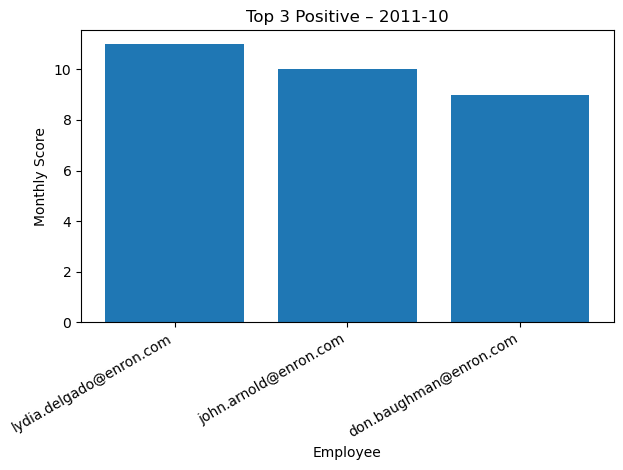 Top 3 Positive – 2011-10
Monthly Score
10
8
6
4
2
0
lydia.delgado@enron.com
john.arnold@enron.com
don.baughman@enron.com
Employee